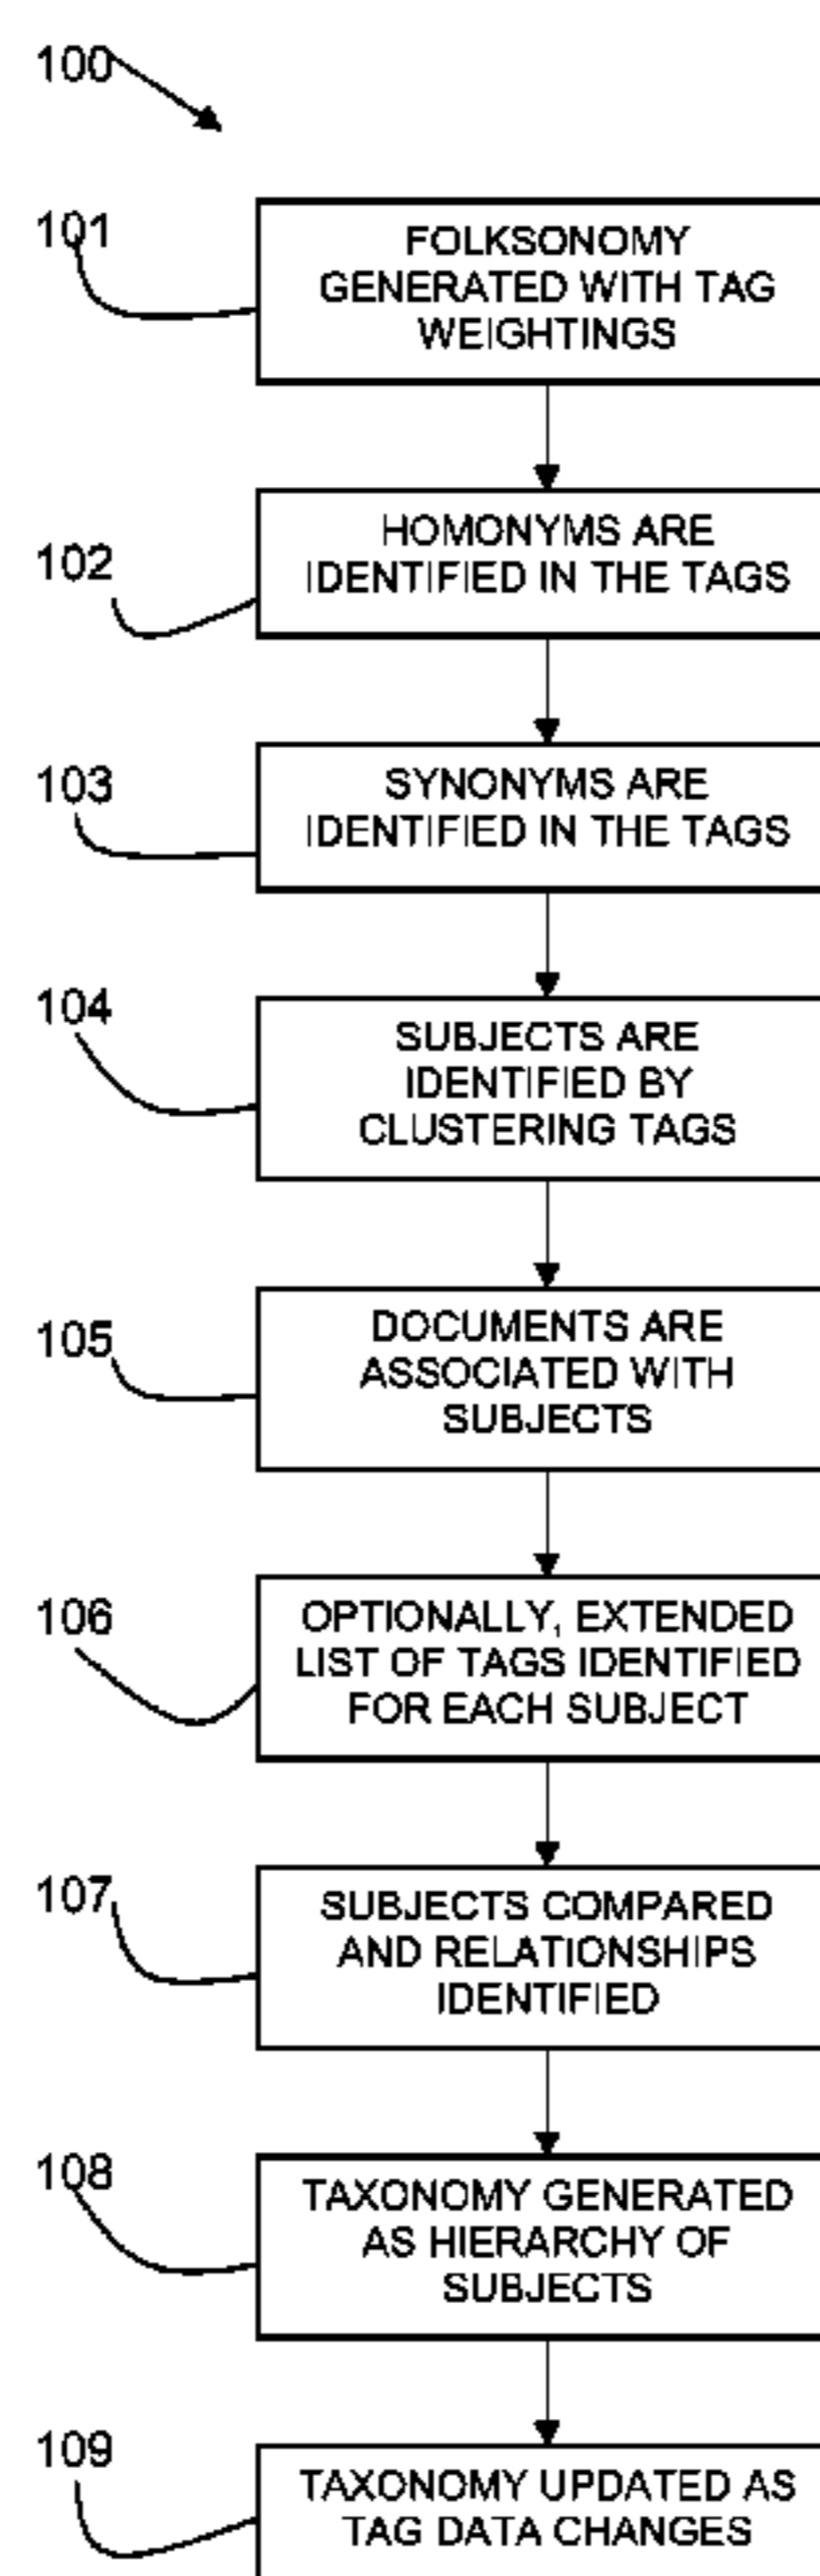 100
101
FOLKSONOMY
GENERATED WITH TAG
WEIGHTINGS
102
HOMONYMS ARE
IDENTIFIED IN THE TAGS
103
SYNONYMS ARE
IDENTIFIED IN THE TAGS
104
SUBJECTS ARE
IDENTIFIED BY
CLUSTERING TAGS
105
DOCUMENTS ARE
ASSOCIATED WITH
SUBJECTS
106
OPTIONALLY, EXTENDED
LIST OF TAGS IDENTIFIED
FOR EACH SUBJECT
107
SUBJECTS COMPARED
AND RELATIONSHIPS
IDENTIFIED
108
TAXONOMY GENERATED
AS HIERARCHY OF
SUBJECTS
109
TAXONOMY UPDATED AS
TAG DATA CHANGES